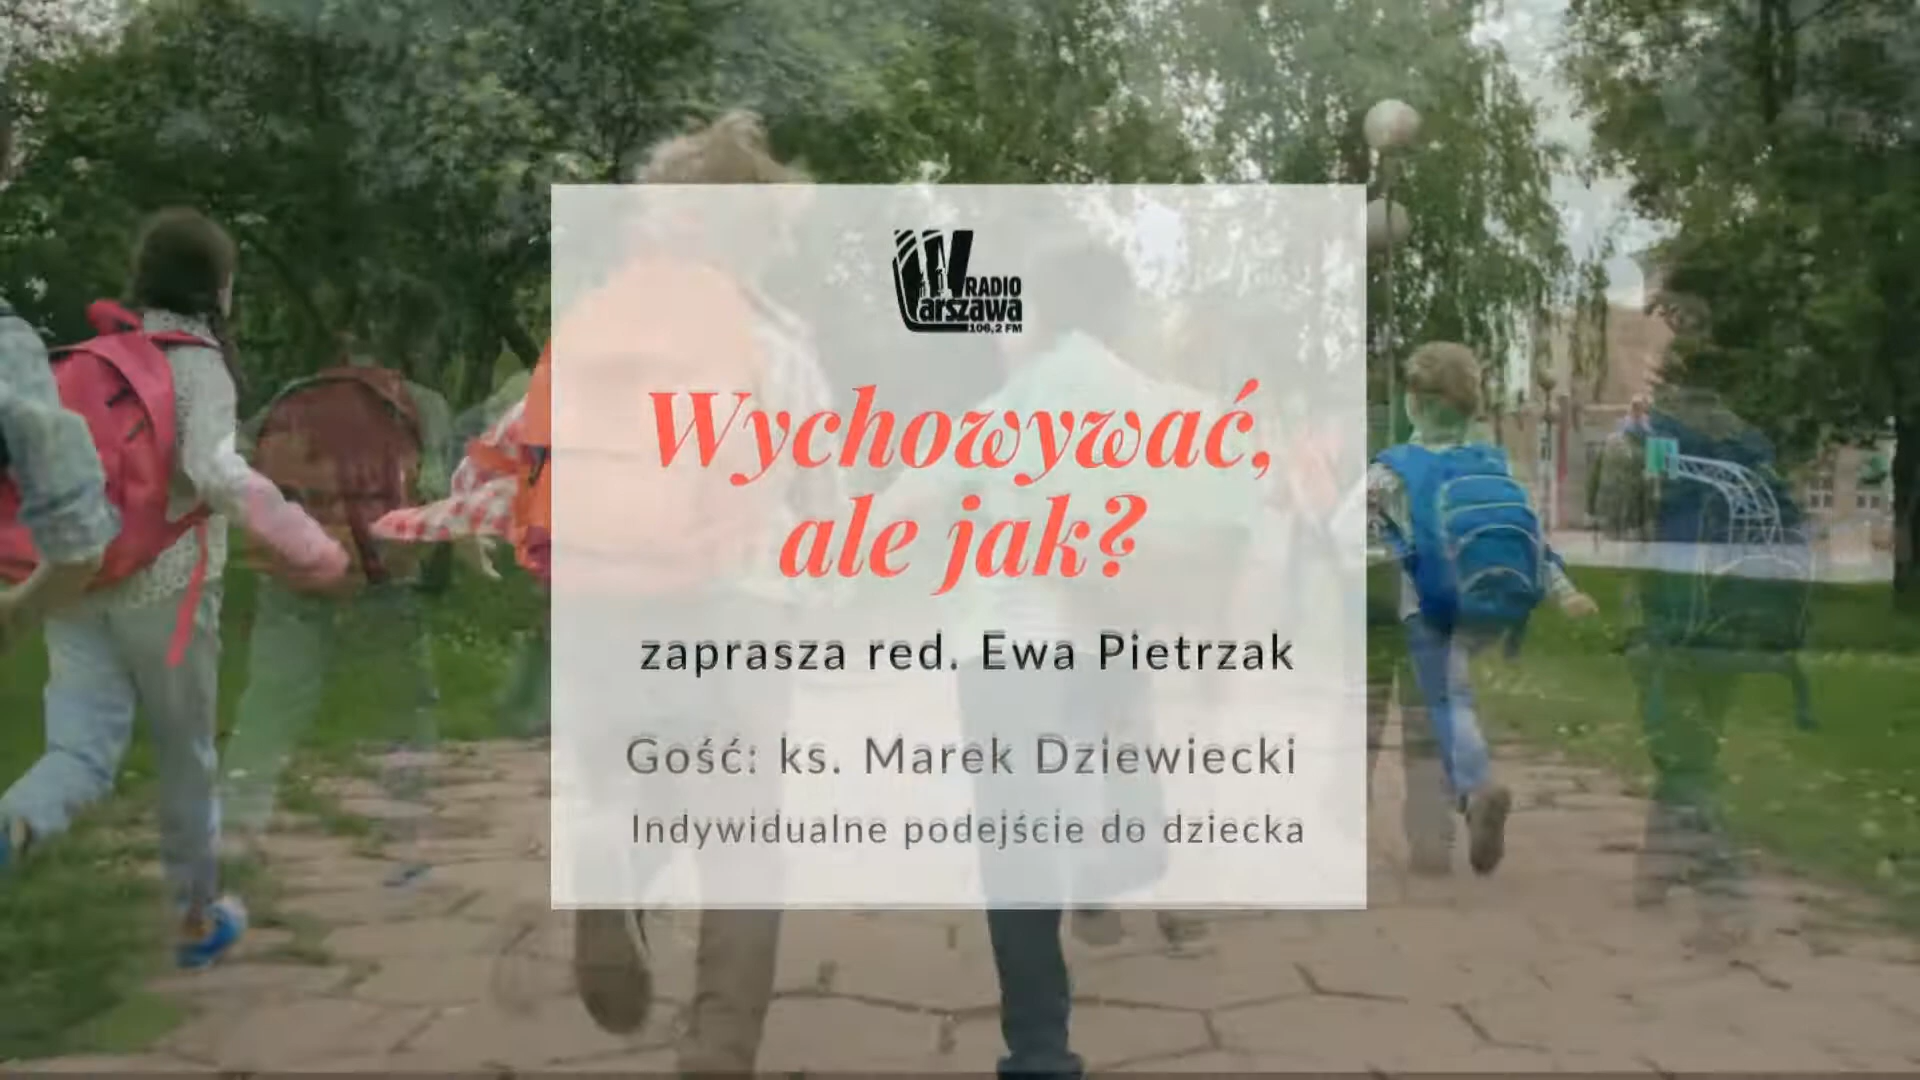 RADIO
Warszawa
106,2 FM
Wychowywać,
ale jak?
zaprasza red. Ewa Pietrzak
Gość: ks. Marek Dziewiecki
Indywidualne podejście do dziecka